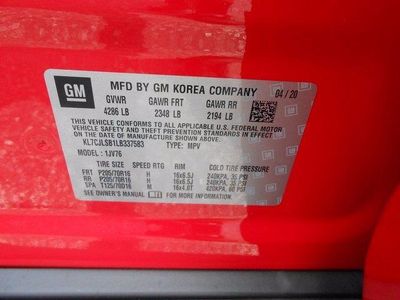 GM
MFD BY GM KOREA COMPANY 04/20
GVWR GAWR FRT GAWR RR
4286 LB 2348 LB 2194 LB
THIS VEHICLE CONFORMS TO ALL APPLICABLE U.S. FEDERAL
MOTOR VEHICLE SAFETY, BUMPER, AND THEFT PREVENTION STANDARDS
IN EFFECT ON THE DATE OF MANUFACTURE SHOWN ABOVE.
KL7CJLSB1LB337583 TYPE: MPV
MODEL: 1JV76
TIRE SIZE SPEED RTG RIM COLD TIRE PRESSURE
FRT P205/70R16 H 16x6.5J 240KPA, 35 PSI
RR P205/70R16 H 16x6.5J 240KPA, 35 PSI
SPA T125/70D16 M 16x4.0T 420KPA, 60 PSI
SEE OWNER'S MANUAL FOR ADDITIONAL INFORMATION.